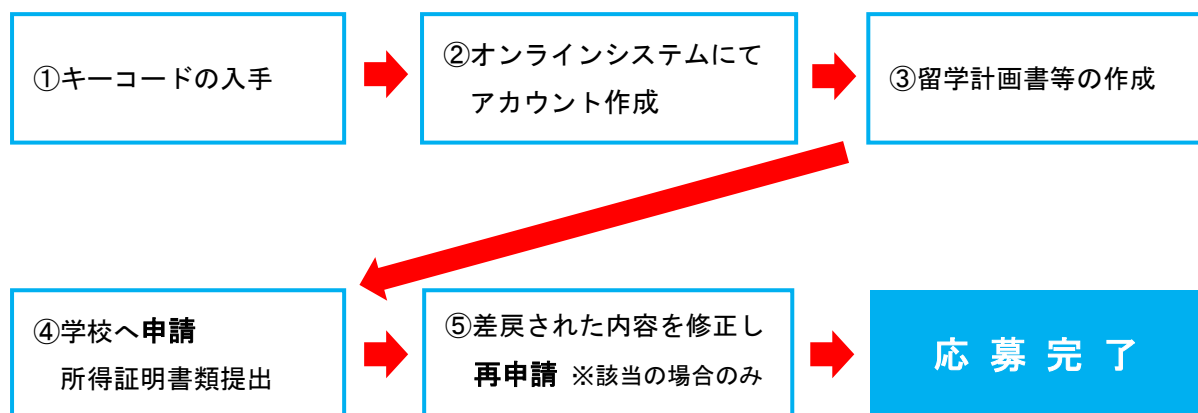 ①キーコードの入手
②オンラインシステムにて
アカウント作成
③留学計画書等の作成
④学校へ申請
所得証明書類提出
⑤差戻された内容を修正し
再申請 ※該当の場合のみ
応募完了